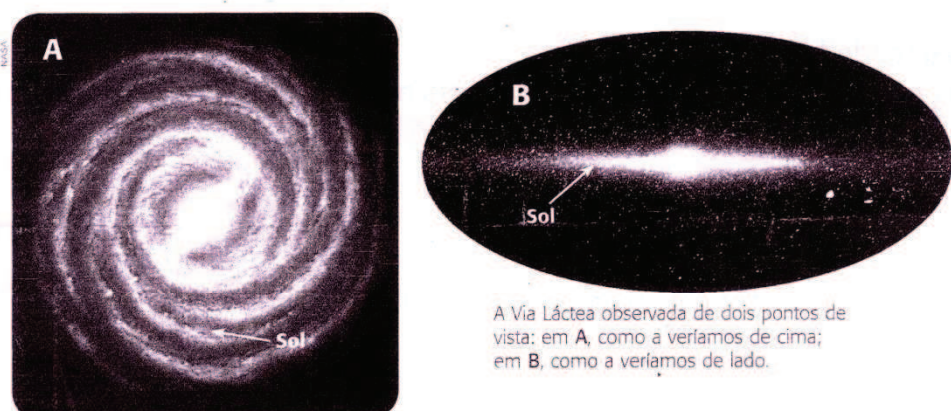 NASA
A
Sol
B
Sol
A Via Láctea observada de dois pontos de
vista: em A, como a veríamos de cima;
em B, como a veríamos de lado.